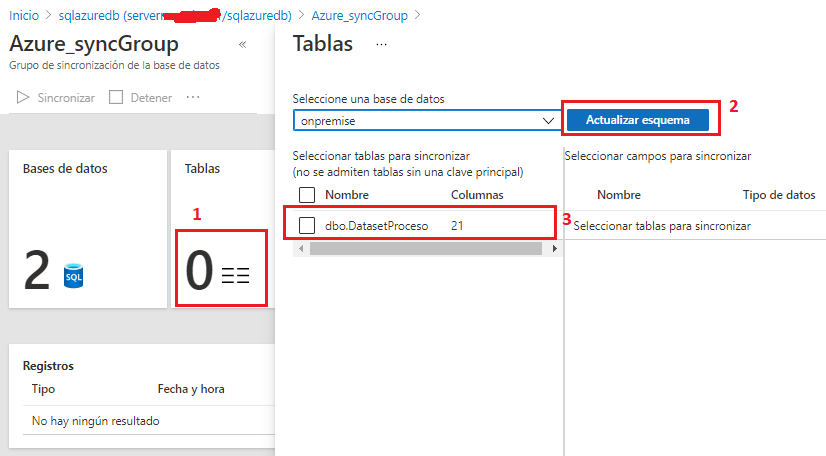 Inicio > sqlazuredb (server /sqlazuredb) > Azure_syncGroup >
Azure_syncGroup
«
Grupo de sincronización de la base de datos
Sincronizar
Detener
...
Bases de datos
2
SQL
Tablas
1
0
Registros
Tipo
Fecha y hora
No hay ningún resultado
Tablas
...
Seleccione una base de datos
onpremise
Actualizar esquema
2
Seleccionar tablas para sincronizar
(no se admiten tablas sin una clave principal)
Nombre
Columnas
dbo.DatasetProceso
21
3
Seleccionar campos para sincronizar
Nombre
Tipo de datos
Seleccionar tablas para sincronizar